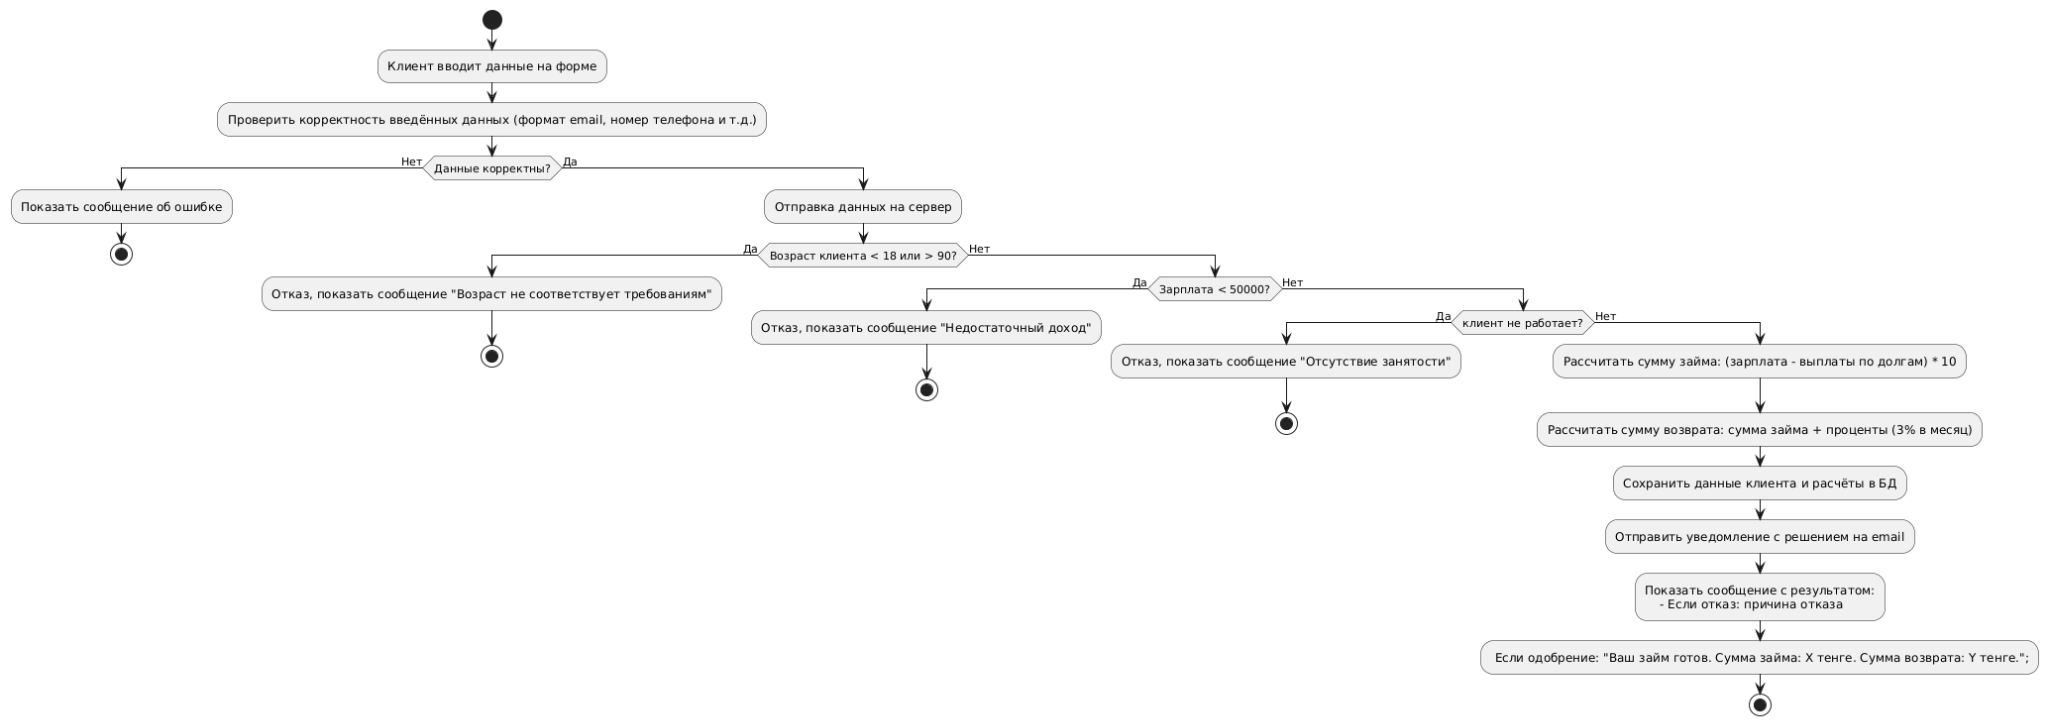 Клиент вводит данные на форме
Проверить корректность введённых данных (формат email, номер телефона и т.д.)
Нет
Данные корректны?
Да
Показать сообщение об ошибке
Отправка данных на сервер
Да
Возраст клиента < 18 или > 90?
Нет
Отказ, показать сообщение "Возраст не соответствует требованиям"
Да
Зарплата < 50000?
Нет
Отказ, показать сообщение "Недостаточный доход"
Да
клиент не работает?
Нет
Отказ, показать сообщение "Отсутствие занятости"
Рассчитать сумму займа: (зарплата - выплаты по долгам) * 10
Рассчитать сумму возврата: сумма займа + проценты (3% в месяц)
Сохранить данные клиента и расчёты в БД
Отправить уведомление с решением на email
Показать сообщение с результатом:
- Если отказ: причина отказа
Если одобрение: "Ваш займ готов. Сумма займа: X тенге. Сумма возврата: Y тенге.";